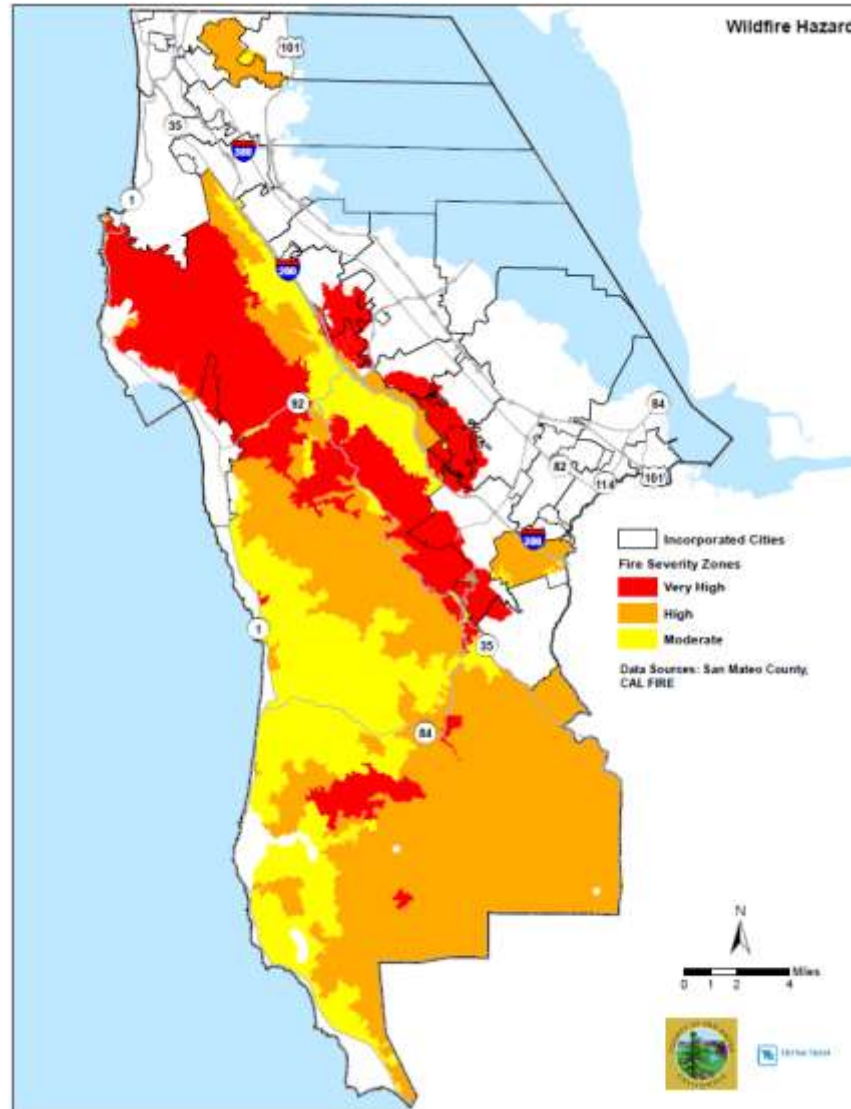 Wildfire Hazard
101
35
380
1
280
92
84
82
114
101
280
Incorporated Cities
Fire Severity Zones
Very High
High
Moderate
1
35
Data Sources: San Mateo County,
CAL FIRE
84
N
Miles
0 1 2 4